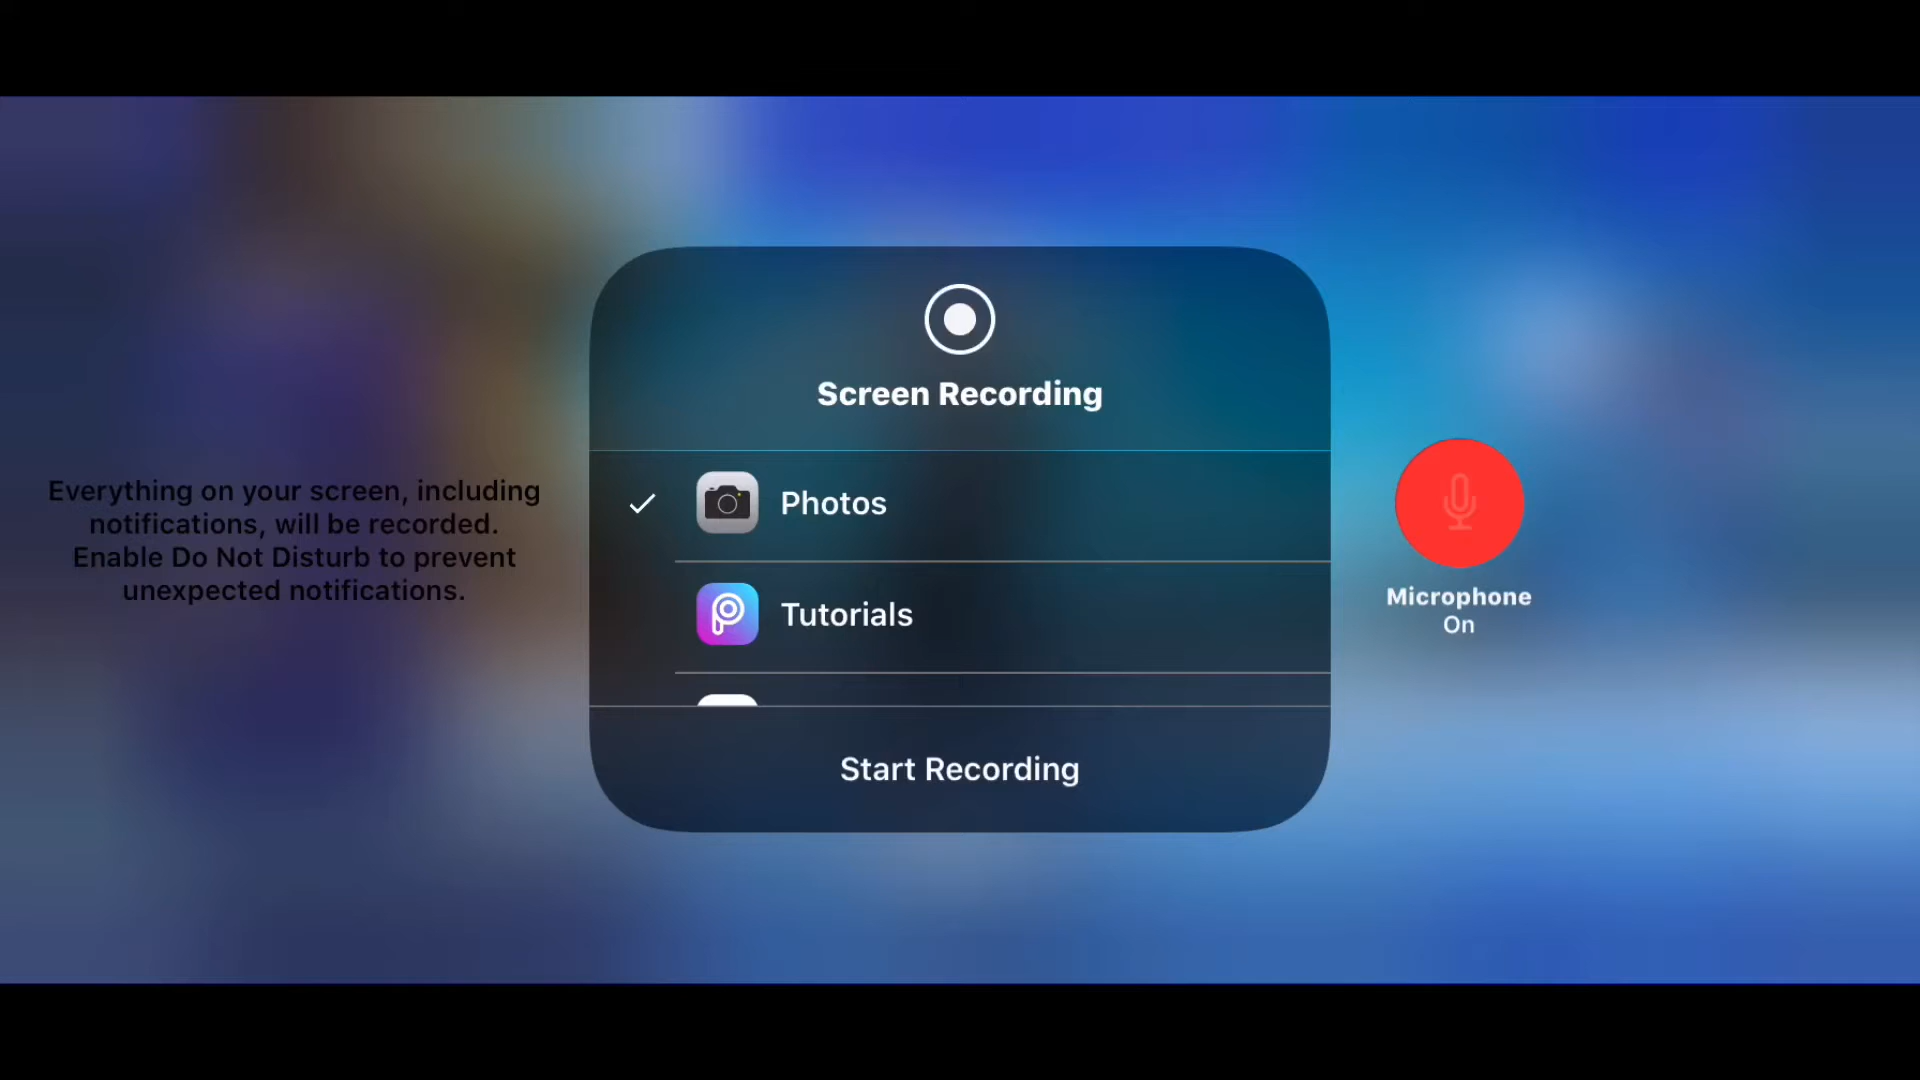 Screen Recording
Everything on your screen, including
notifications, will be recorded.
Enable Do Not Disturb to prevent
unexpected notifications.
Photos
Tutorials
Start Recording
Microphone
On